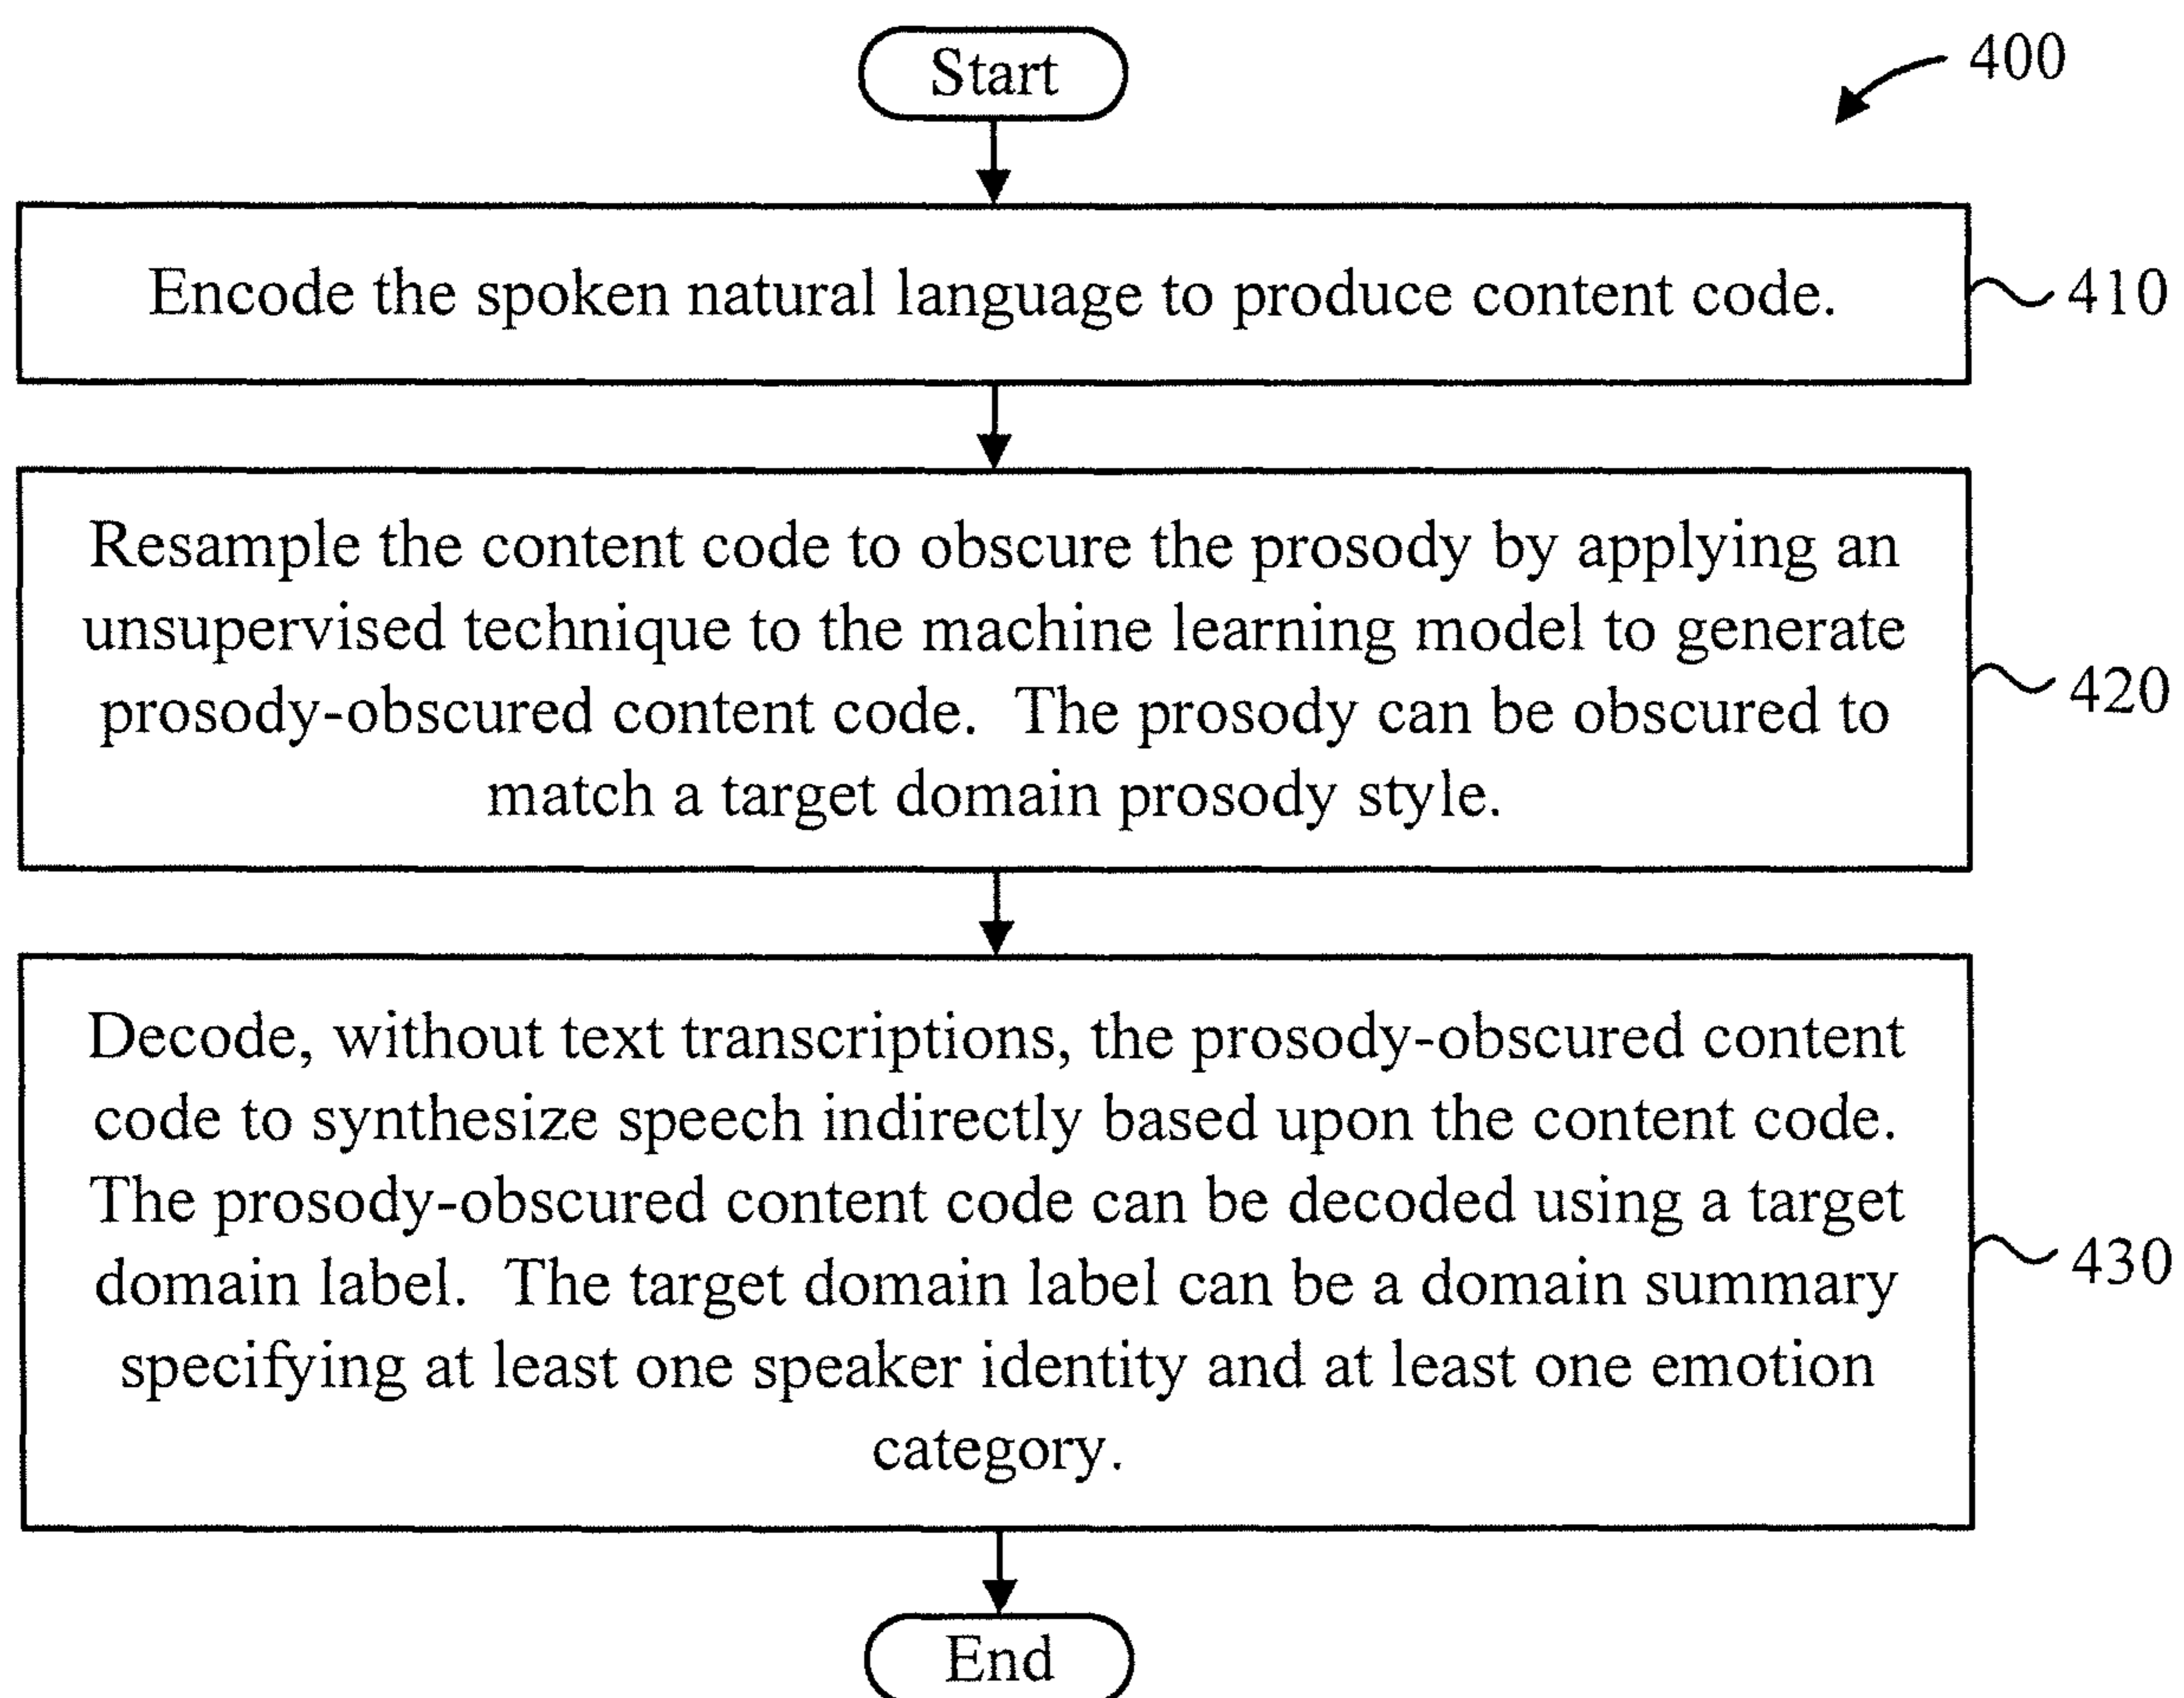 Start
400
Encode the spoken natural language to produce content code.
410
Resample the content code to obscure the prosody by applying an
unsupervised technique to the machine learning model to generate
prosody-obscured content code.  The prosody can be obscured to
match a target domain prosody style.
420
Decode, without text transcriptions, the prosody-obscured content
code to synthesize speech indirectly based upon the content code.
The prosody-obscured content code can be decoded using a target
domain label.  The target domain label can be a domain summary
specifying at least one speaker identity and at least one emotion
category.
430
End